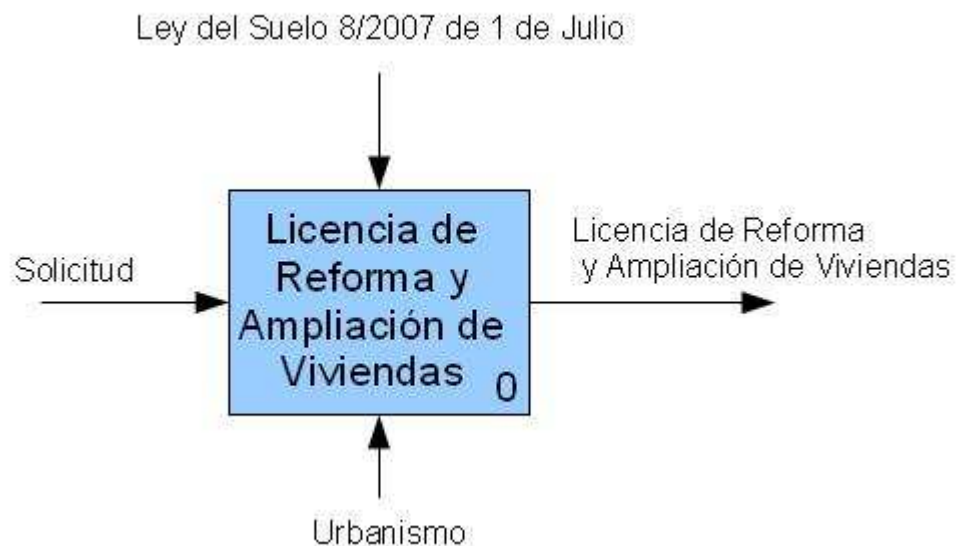 Ley del Suelo 8/2007 de 1 de Julio
Solicitud
Licencia de
Reforma y
Ampliación de
Viviendas
0
Licencia de Reforma
y Ampliación de Viviendas
Urbanismo